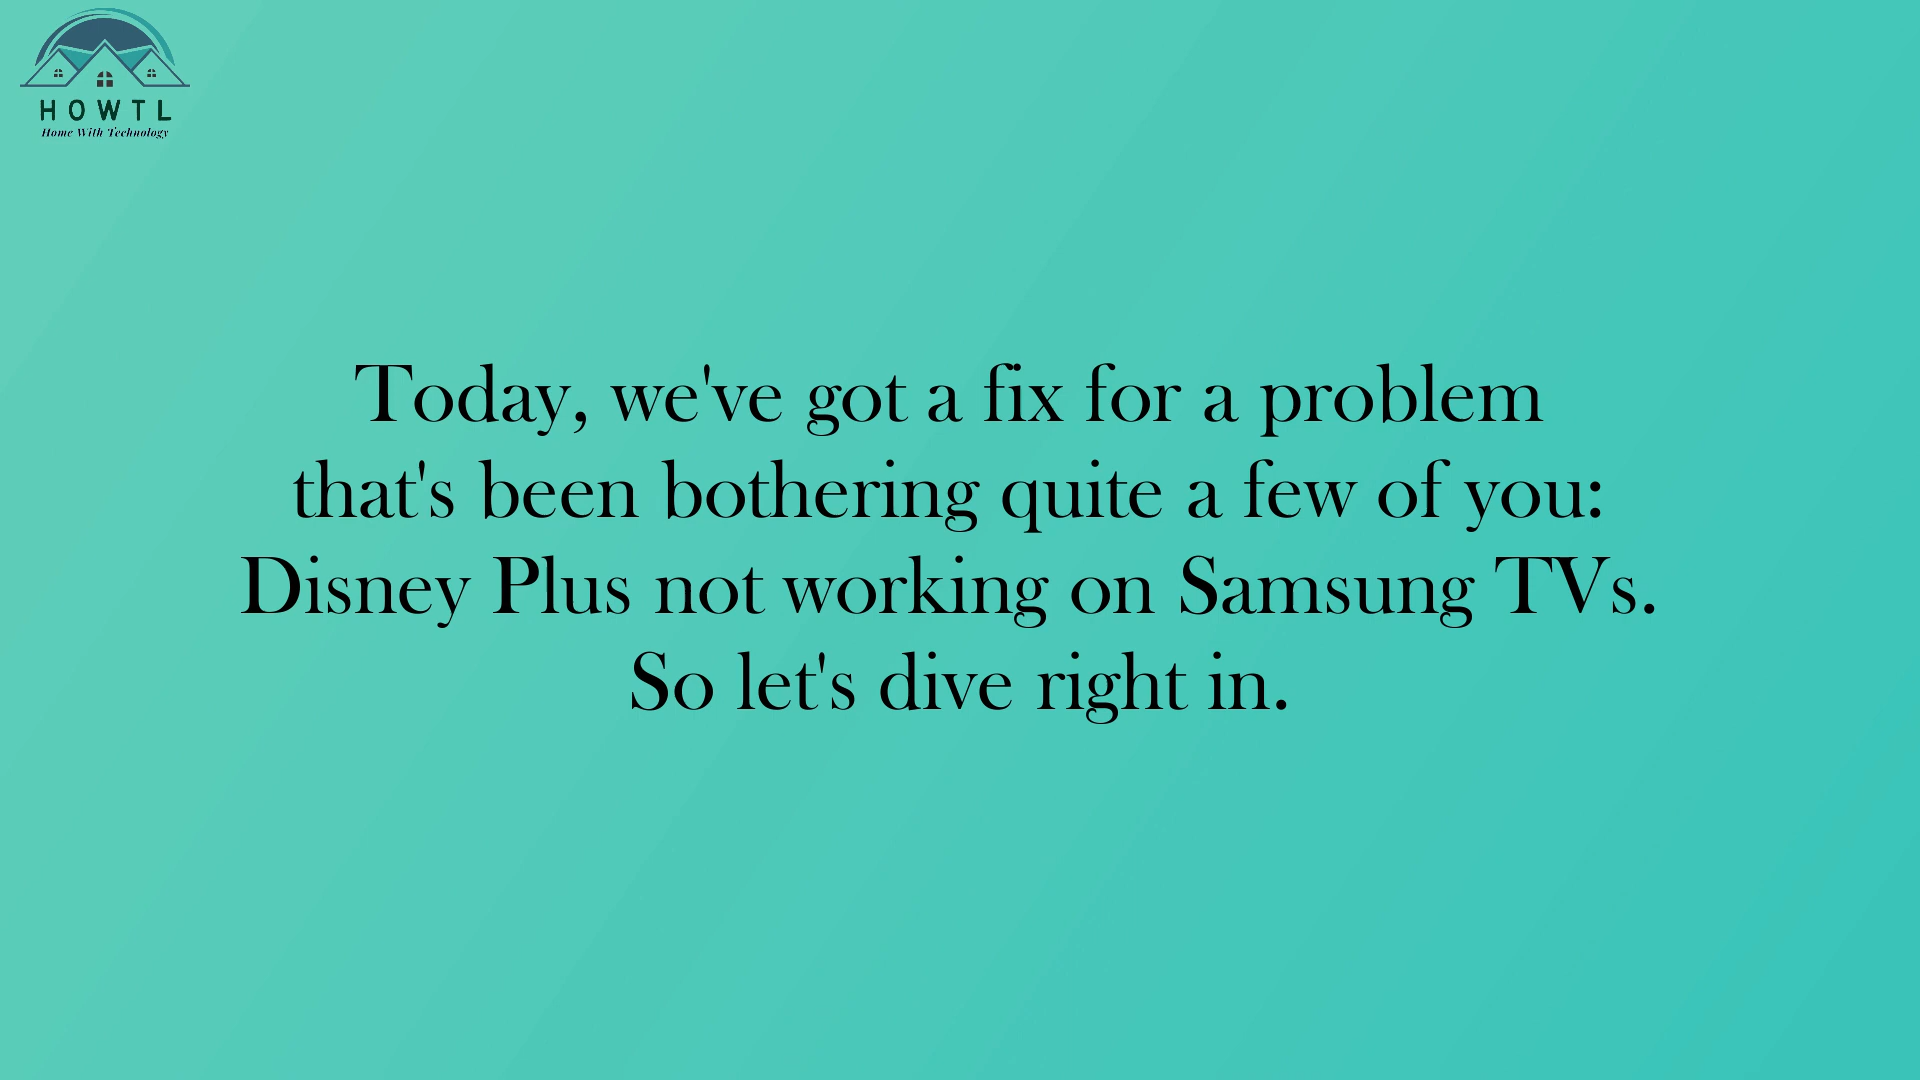 HOWTL
Home With Technology
Today, we've got a fix for a problem
that's been bothering quite a few of you:
Disney Plus not working on Samsung TVs.
So let's dive right in.